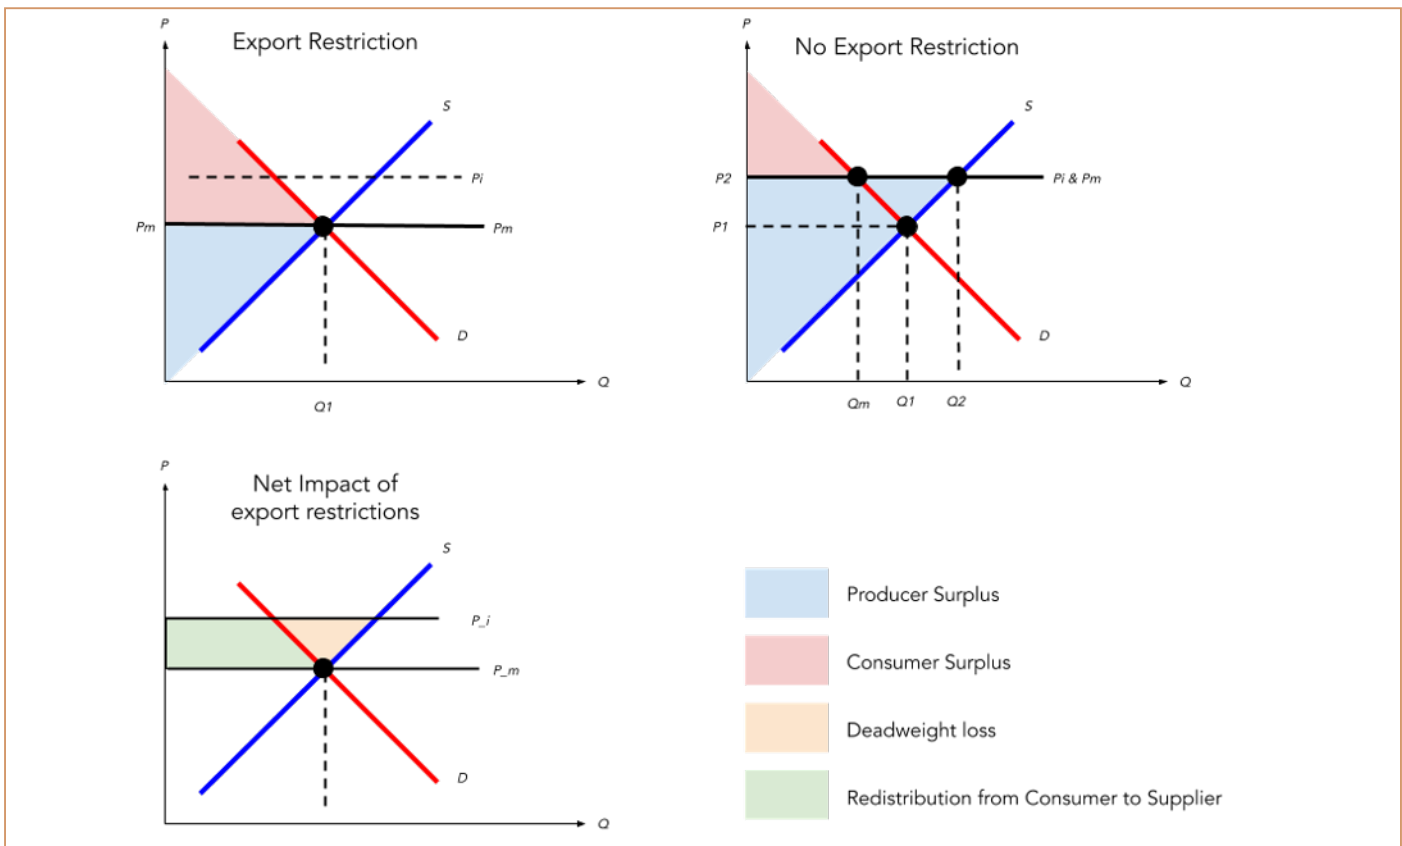 P
Export Restriction
S
Pi
Pm
Pm
D
Q
Q1
P
No Export Restriction
S
P2
Pi & Pm
P1
D
Q
Qm
Q1
Q2
P
Net Impact of
export restrictions
S
P_i
P_m
D
Q
Producer Surplus
Consumer Surplus
Deadweight loss
Redistribution from Consumer to Supplier